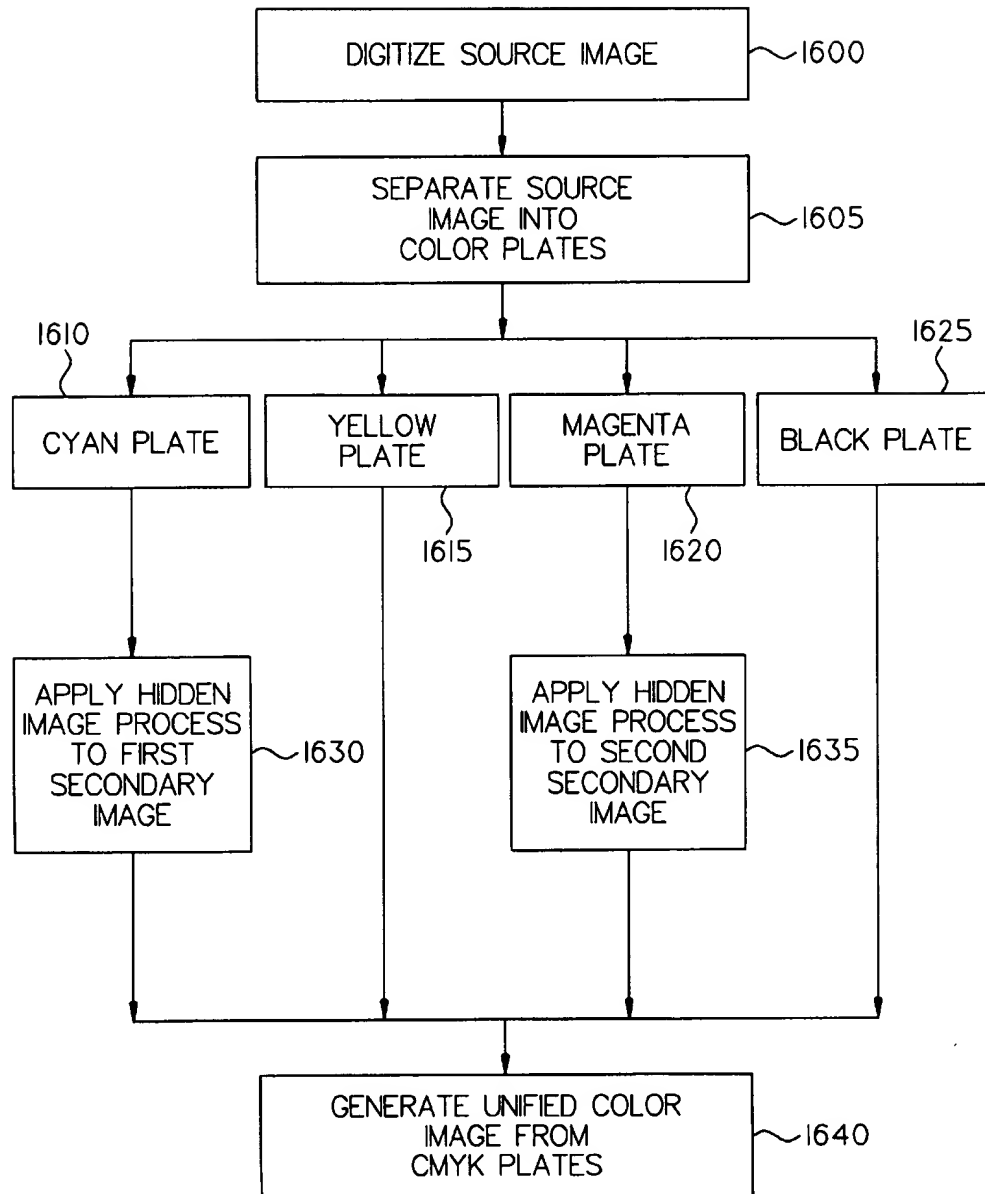 DIGITIZE SOURCE IMAGE
1600
SEPARATE SOURCE
IMAGE INTO
COLOR PLATES
1605
1610
1625
CYAN PLATE
YELLOW
PLATE
MAGENTA
PLATE
BLACK PLATE
1615
1620
APPLY HIDDEN
IMAGE PROCESS
TO FIRST
SECONDARY
IMAGE
1630
APPLY HIDDEN
IMAGE PROCESS
TO SECOND
SECONDARY
IMAGE
1635
GENERATE UNIFIED COLOR
IMAGE FROM
CMYK PLATES
1640